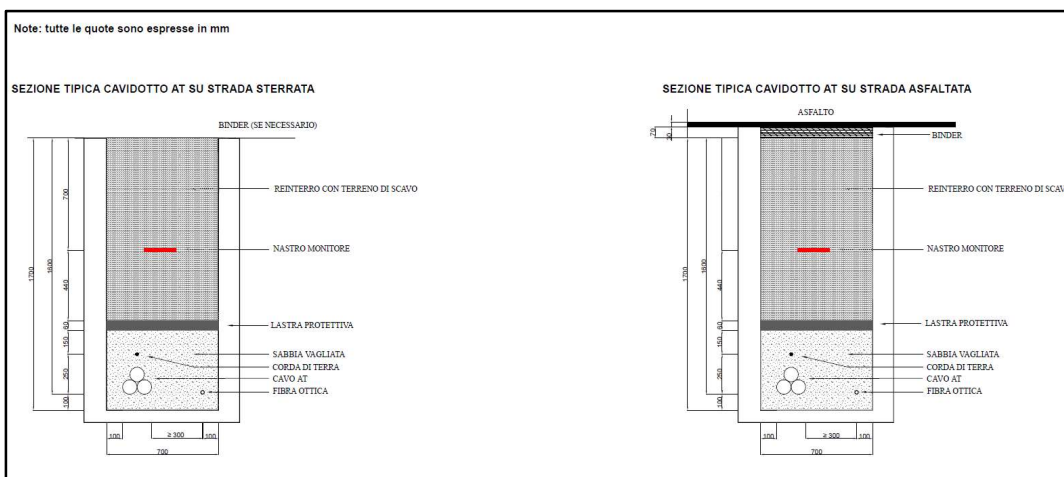 Note: tutte le quote sono espresse in mm
SEZIONE TIPICA CAVIDOTTO AT SU STRADA STERRATA
BINDER (SE NECESSARIO)
REINTERRO CON TERRENO DI SCAVO
NASTRO MONITORE
LASTRA PROTETTIVA
SABBIA VAGLIATA
CORDA DI TERRA
CAVO AT
FIBRA OTTICA
1700
1600
700
440
60
150
250
100
100
≥ 300
100
700
SEZIONE TIPICA CAVIDOTTO AT SU STRADA ASFALTATA
ASFALTO
BINDER
REINTERRO CON TERRENO DI SCAV
NASTRO MONITORE
LASTRA PROTETTIVA
SABBIA VAGLIATA
CORDA DI TERRA
CAVO AT
FIBRA OTTICA
70
30
1700
1600
440
60
150
250
100
100
≥ 300
100
700